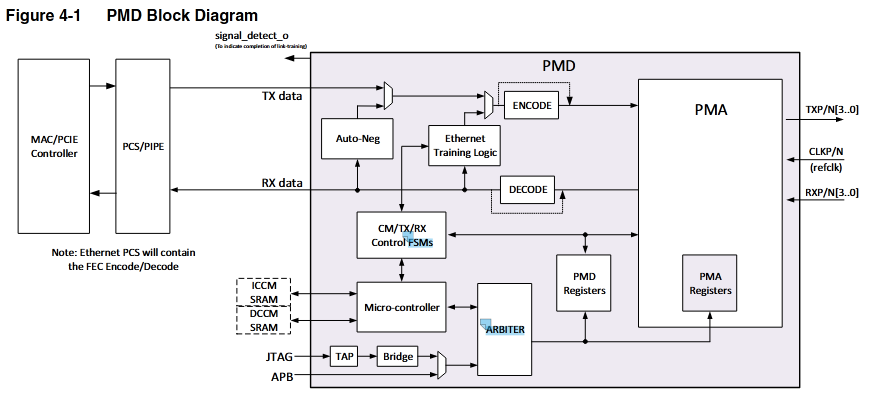 Figure 4-1 PMD Block Diagram
signal_detect_o
(To indicate completion of link-training)
PMD
MAC/PCIE
Controller
PCS/PIPE
TX data
Auto-Neg
Ethernet
Training Logic
ENCODE
PMA
TXP/N[3..0]
CLKP/N
(refclk)
RXP/N[3..0]
RX data
DECODE
Note: Ethernet PCS will contain
the FEC Encode/Decode
CM/TX/RX
Control FSMs
ICCM
SRAM
DCCM
SRAM
Micro-controller
ARBITER
PMD
Registers
PMA
Registers
JTAG
TAP
Bridge
APB